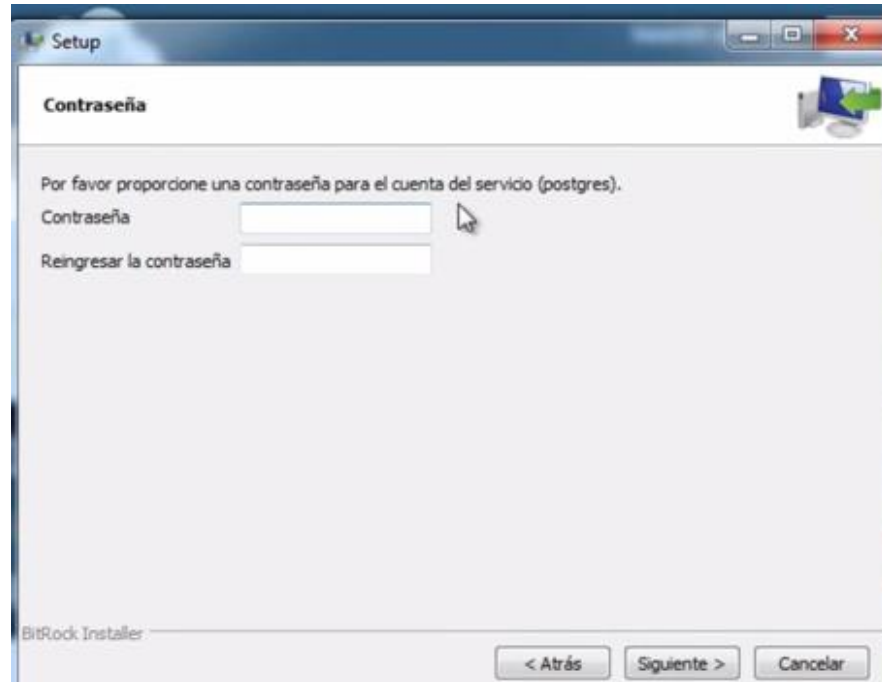 Setup
Contraseña
Por favor proporcione una contraseña para el cuenta del servicio (postgres).
Contraseña
Reingresar la contraseña
BitRock Installer
< Atrás
Siguiente >
Cancelar